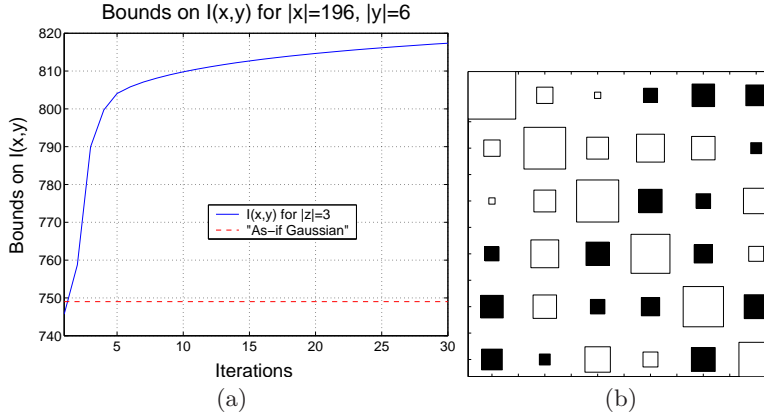 Bounds on I(x,y) for |x|=196, |y|=6
820
810
800
790
780
770
760
750
740
Bounds on I(x,y)
I(x,y) for |z|=3
"As-if Gaussian"
5 10 15 20 25 30
Iterations
(a)
(b)